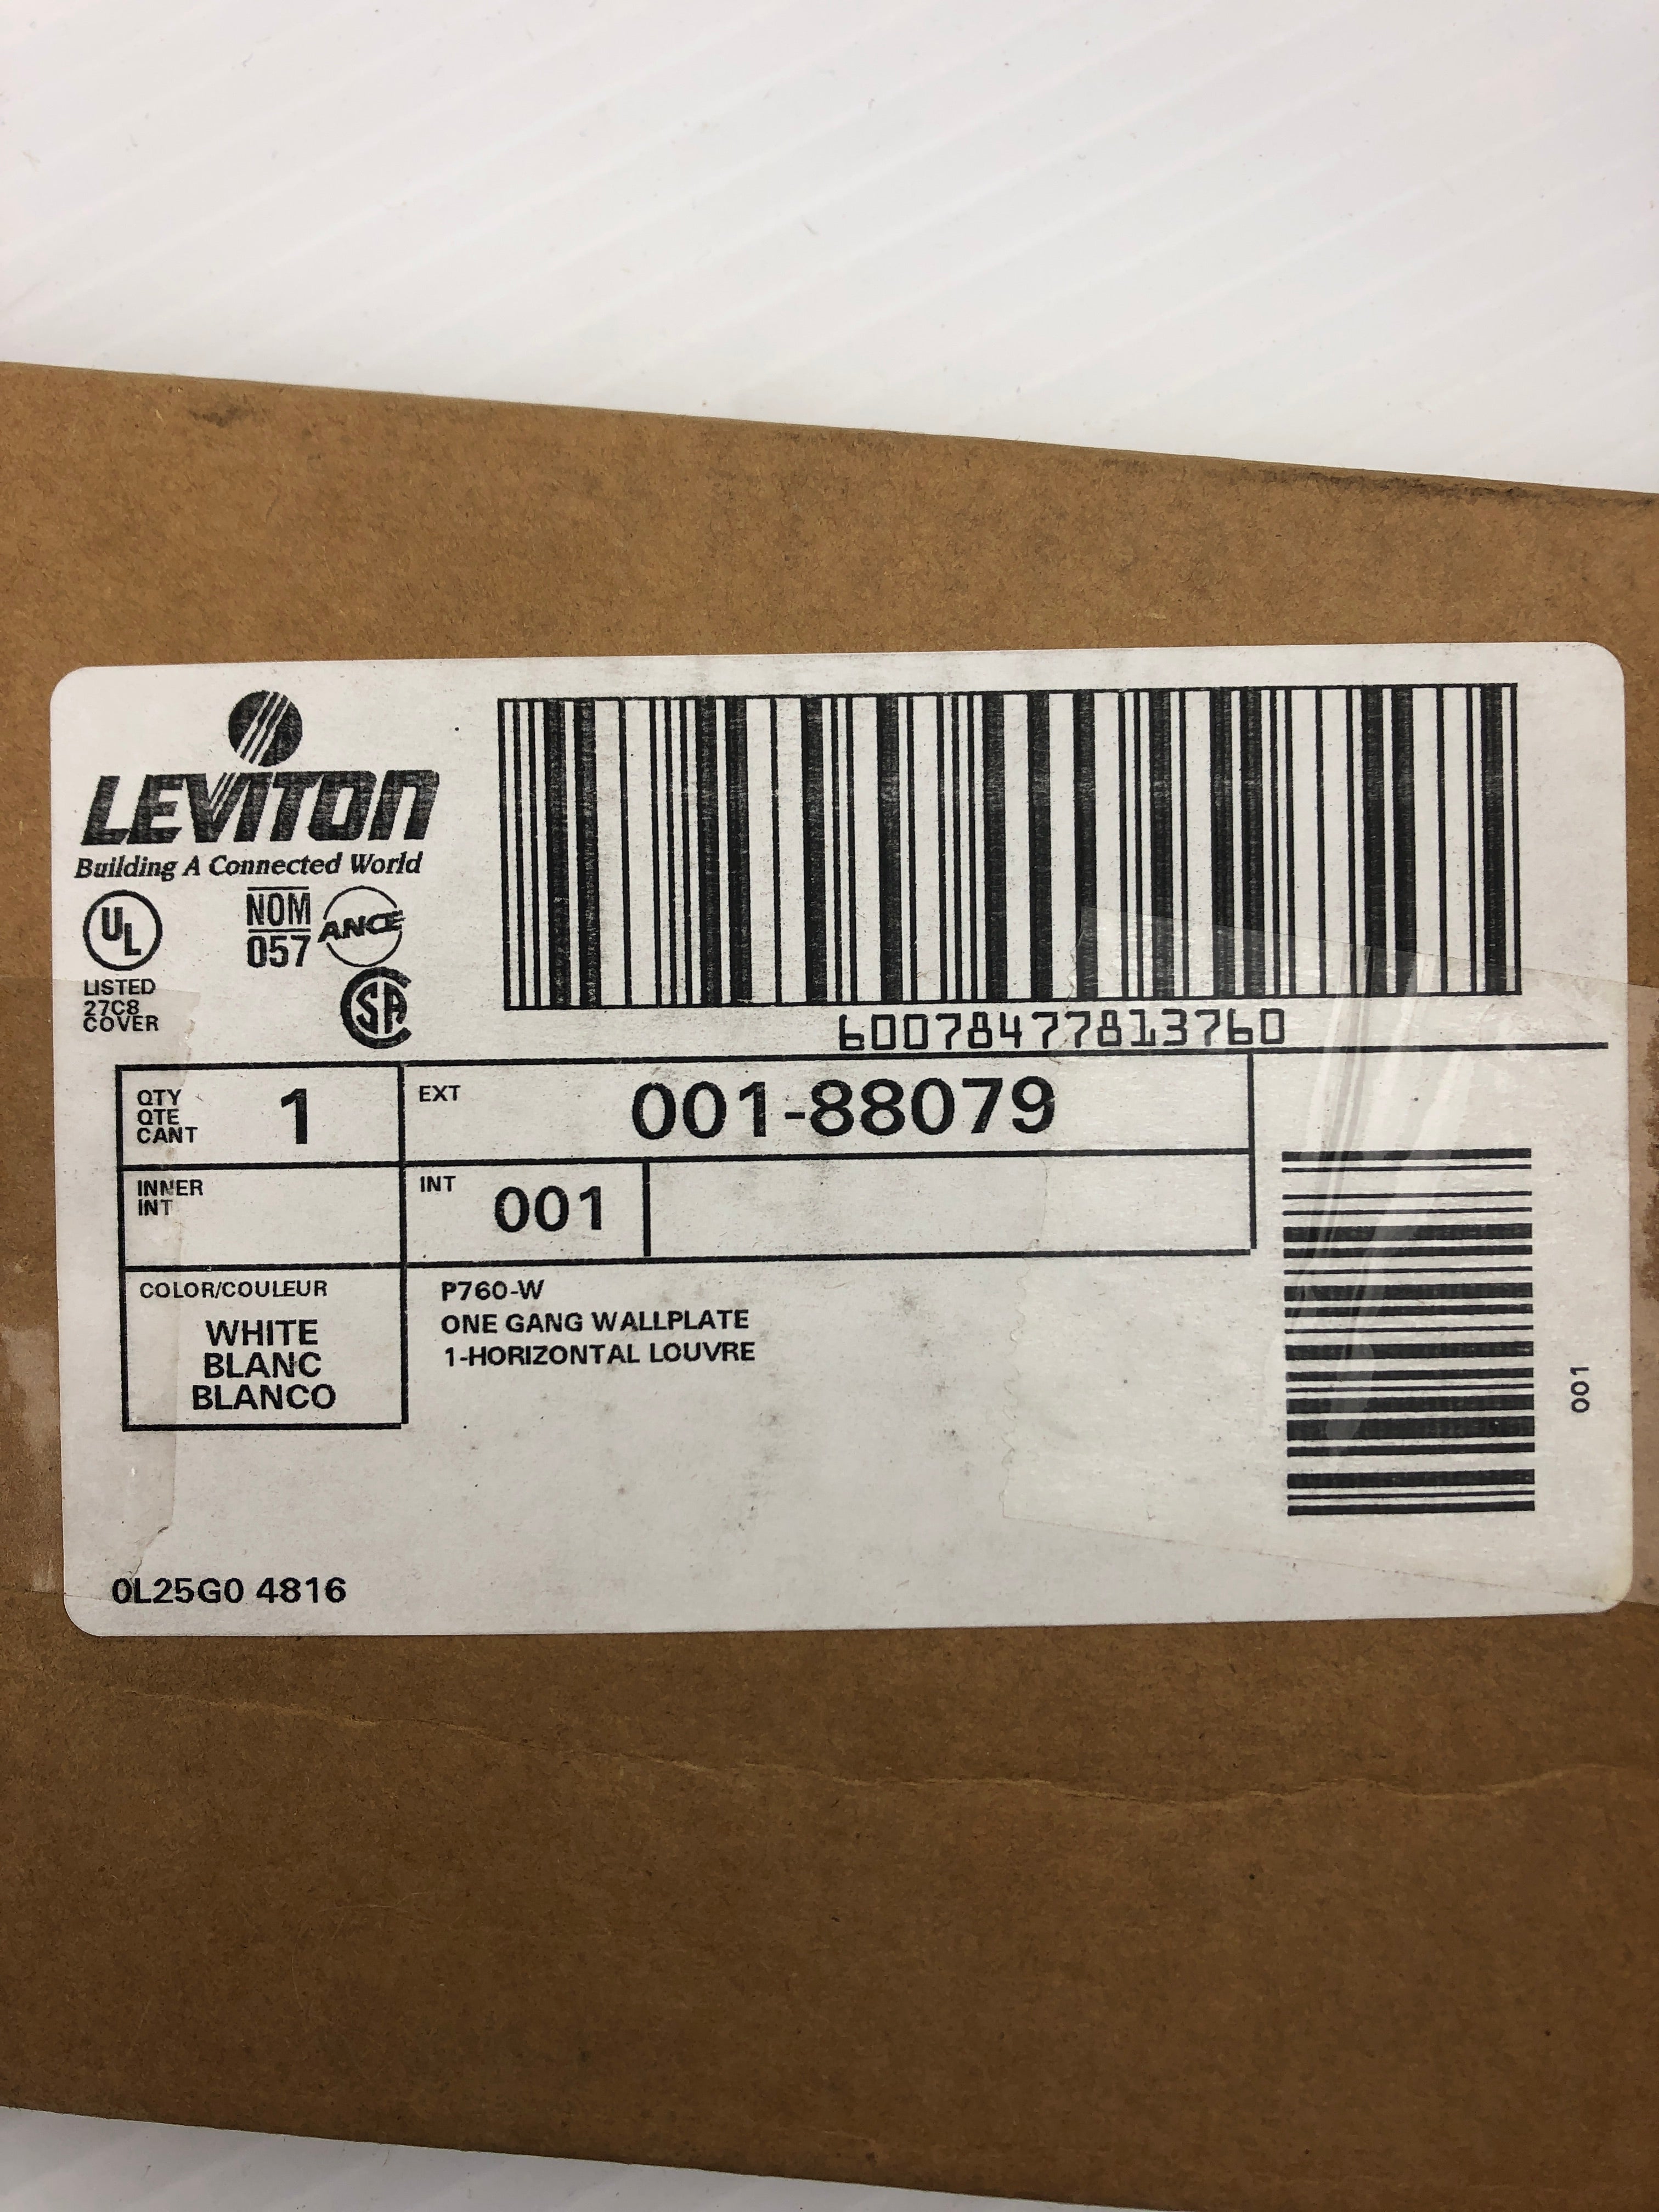 LEVITON
Building A Connected World
UL
LISTED
27C8
COVER
NOM
057
ANCE
SA
60078477813760
QTY
QTE
CANT
1
EXT
001-88079
INNER
INT
INT
001
COLOR/COULEUR
WHITE
BLANC
BLANCO
P760-W
ONE GANG WALLPLATE
1-HORIZONTAL LOUVRE
001
0L25G0 4816